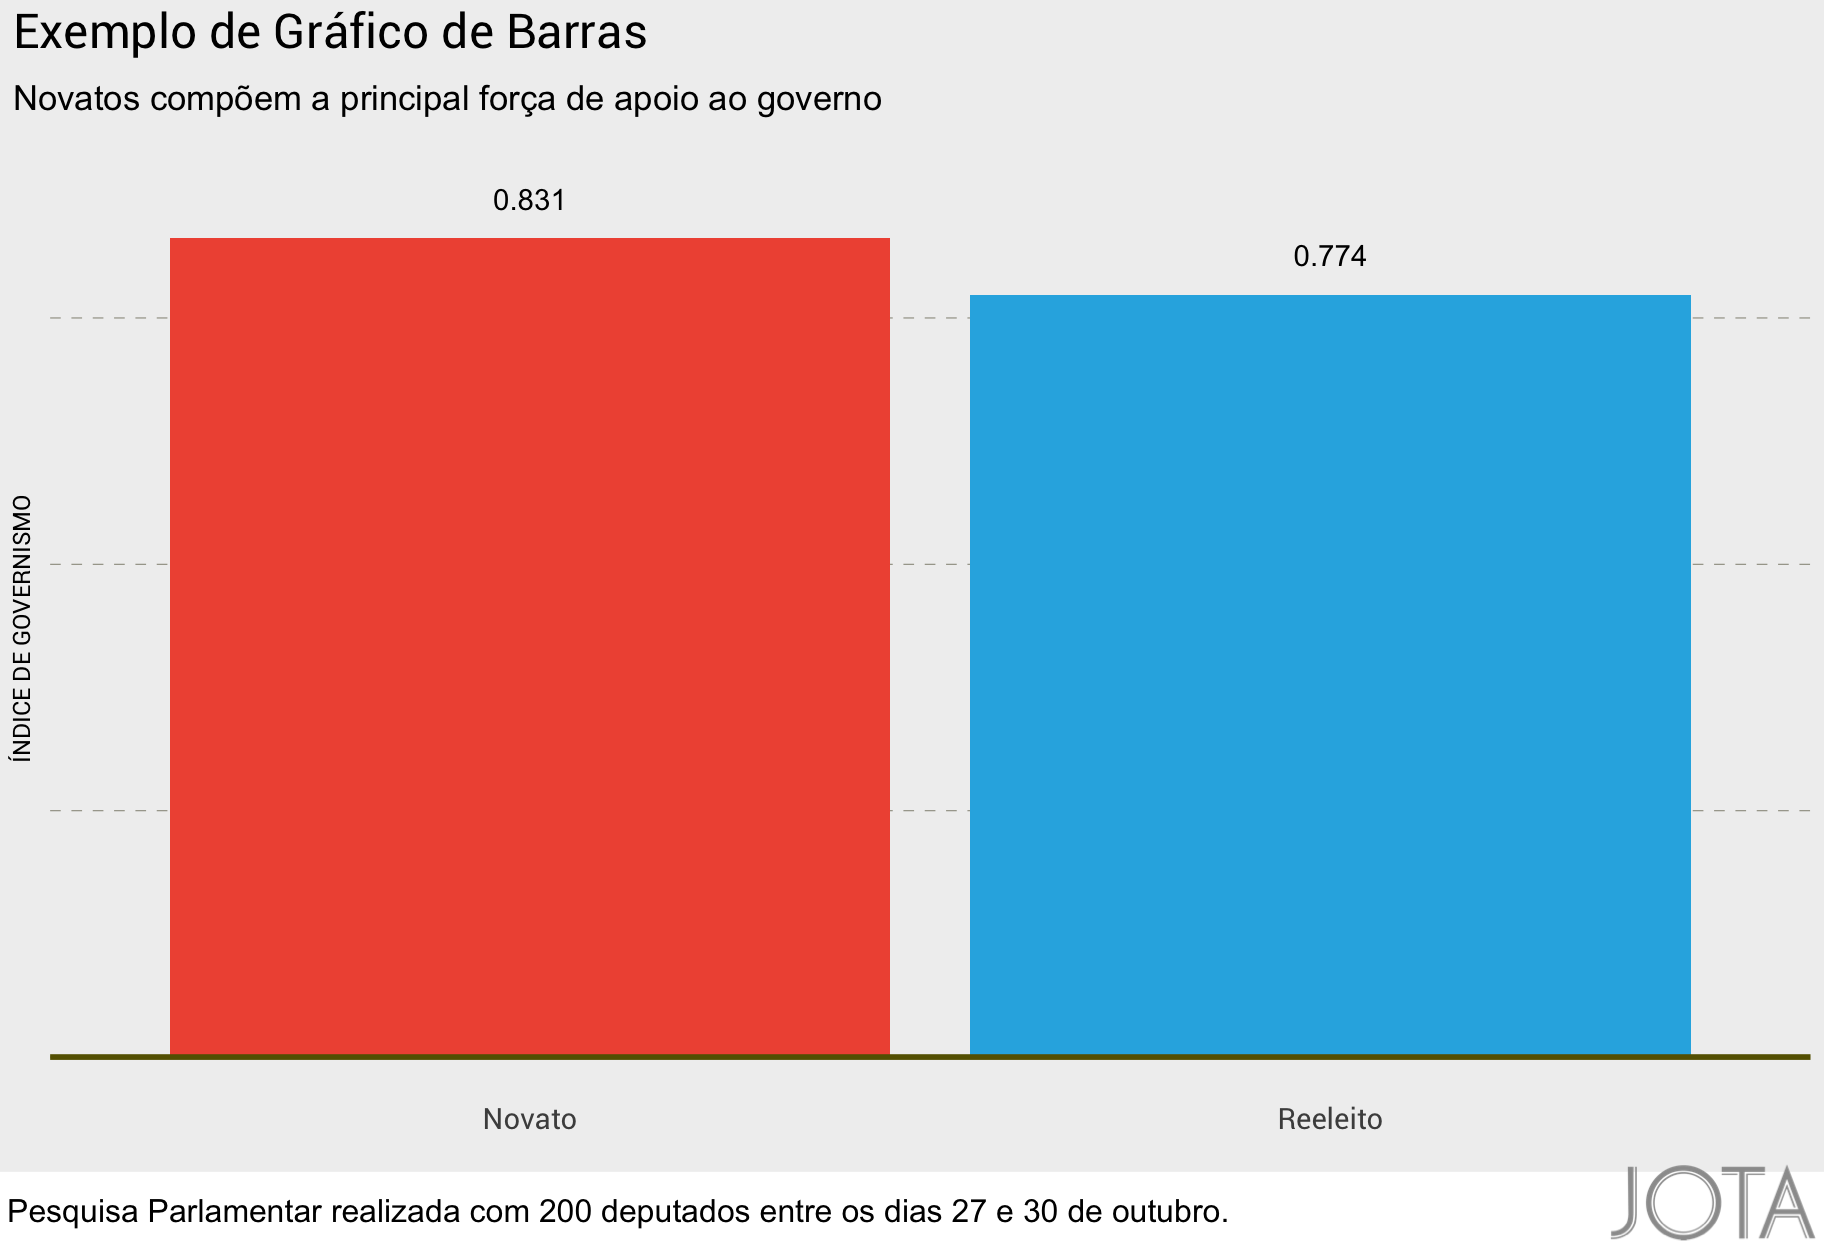 Exemplo de Gráfico de Barras
Novatos compõem a principal força de apoio ao governo
0.831
0.774
ÍNDICE DE GOVERNISMO
Novato
Reeleito
Pesquisa Parlamentar realizada com 200 deputados entre os dias 27 e 30 de outubro.
JOTA